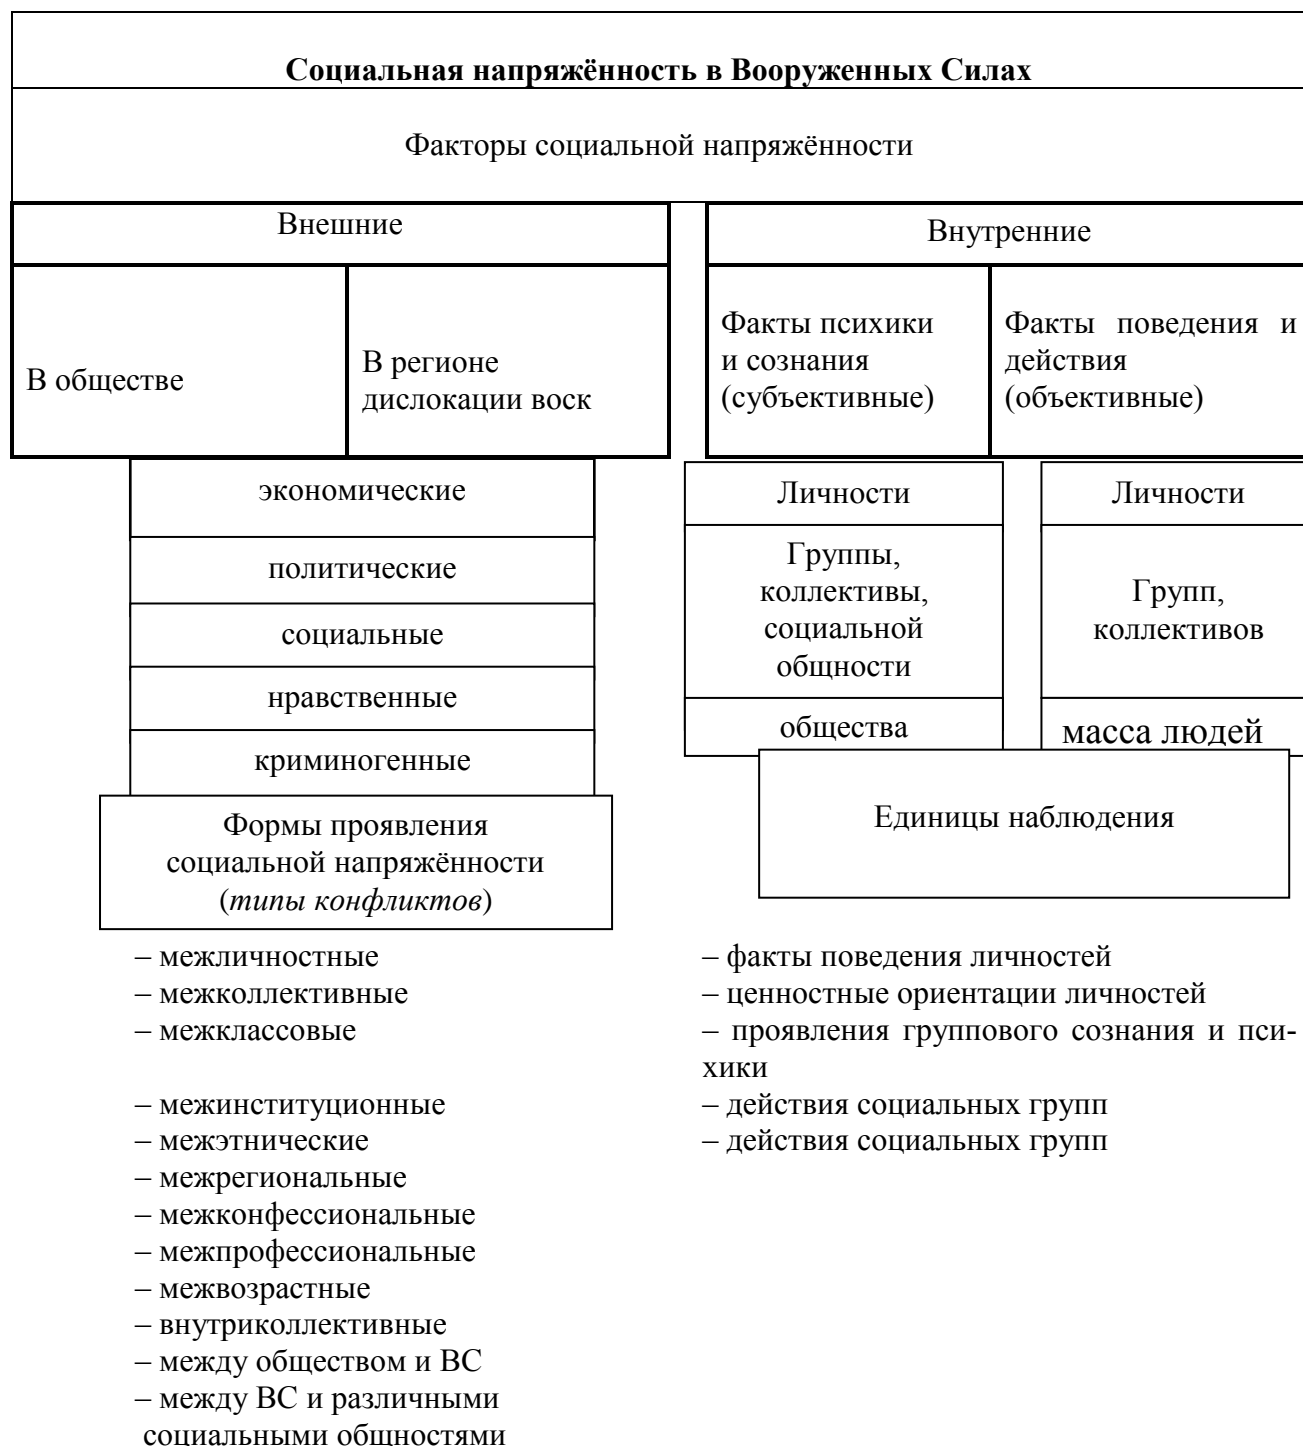 Социальная напряжённость в Вооруженных Силах
Факторы социальной напряжённости
Внешние
В обществе
В регионе
дислокации воск
экономические
политические
социальные
нравственные
криминогенные
Формы проявления
социальной напряжённости
(типы конфликтов)
– межличностные
– межколлективные
– межклассовые
– межинституционные
– межэтнические
– межрегиональные
– межконфессиональные
– межпрофессиональные
– межвозрастные
– внутриколлективные
– между обществом и ВС
– между ВС и различными
социальными общностями
Внутренние
Факты психики
и сознания
(субъективные)
Факты поведения и
действия
(объективные)
Личности
Группы,
коллективы,
социальной
общности
общества
Личности
Групп,
коллективов
масса людей
Единицы наблюдения
– факты поведения личностей
– ценностные ориентации личностей
– проявления группового сознания и пси-
хики
– действия социальных групп
– действия социальных групп